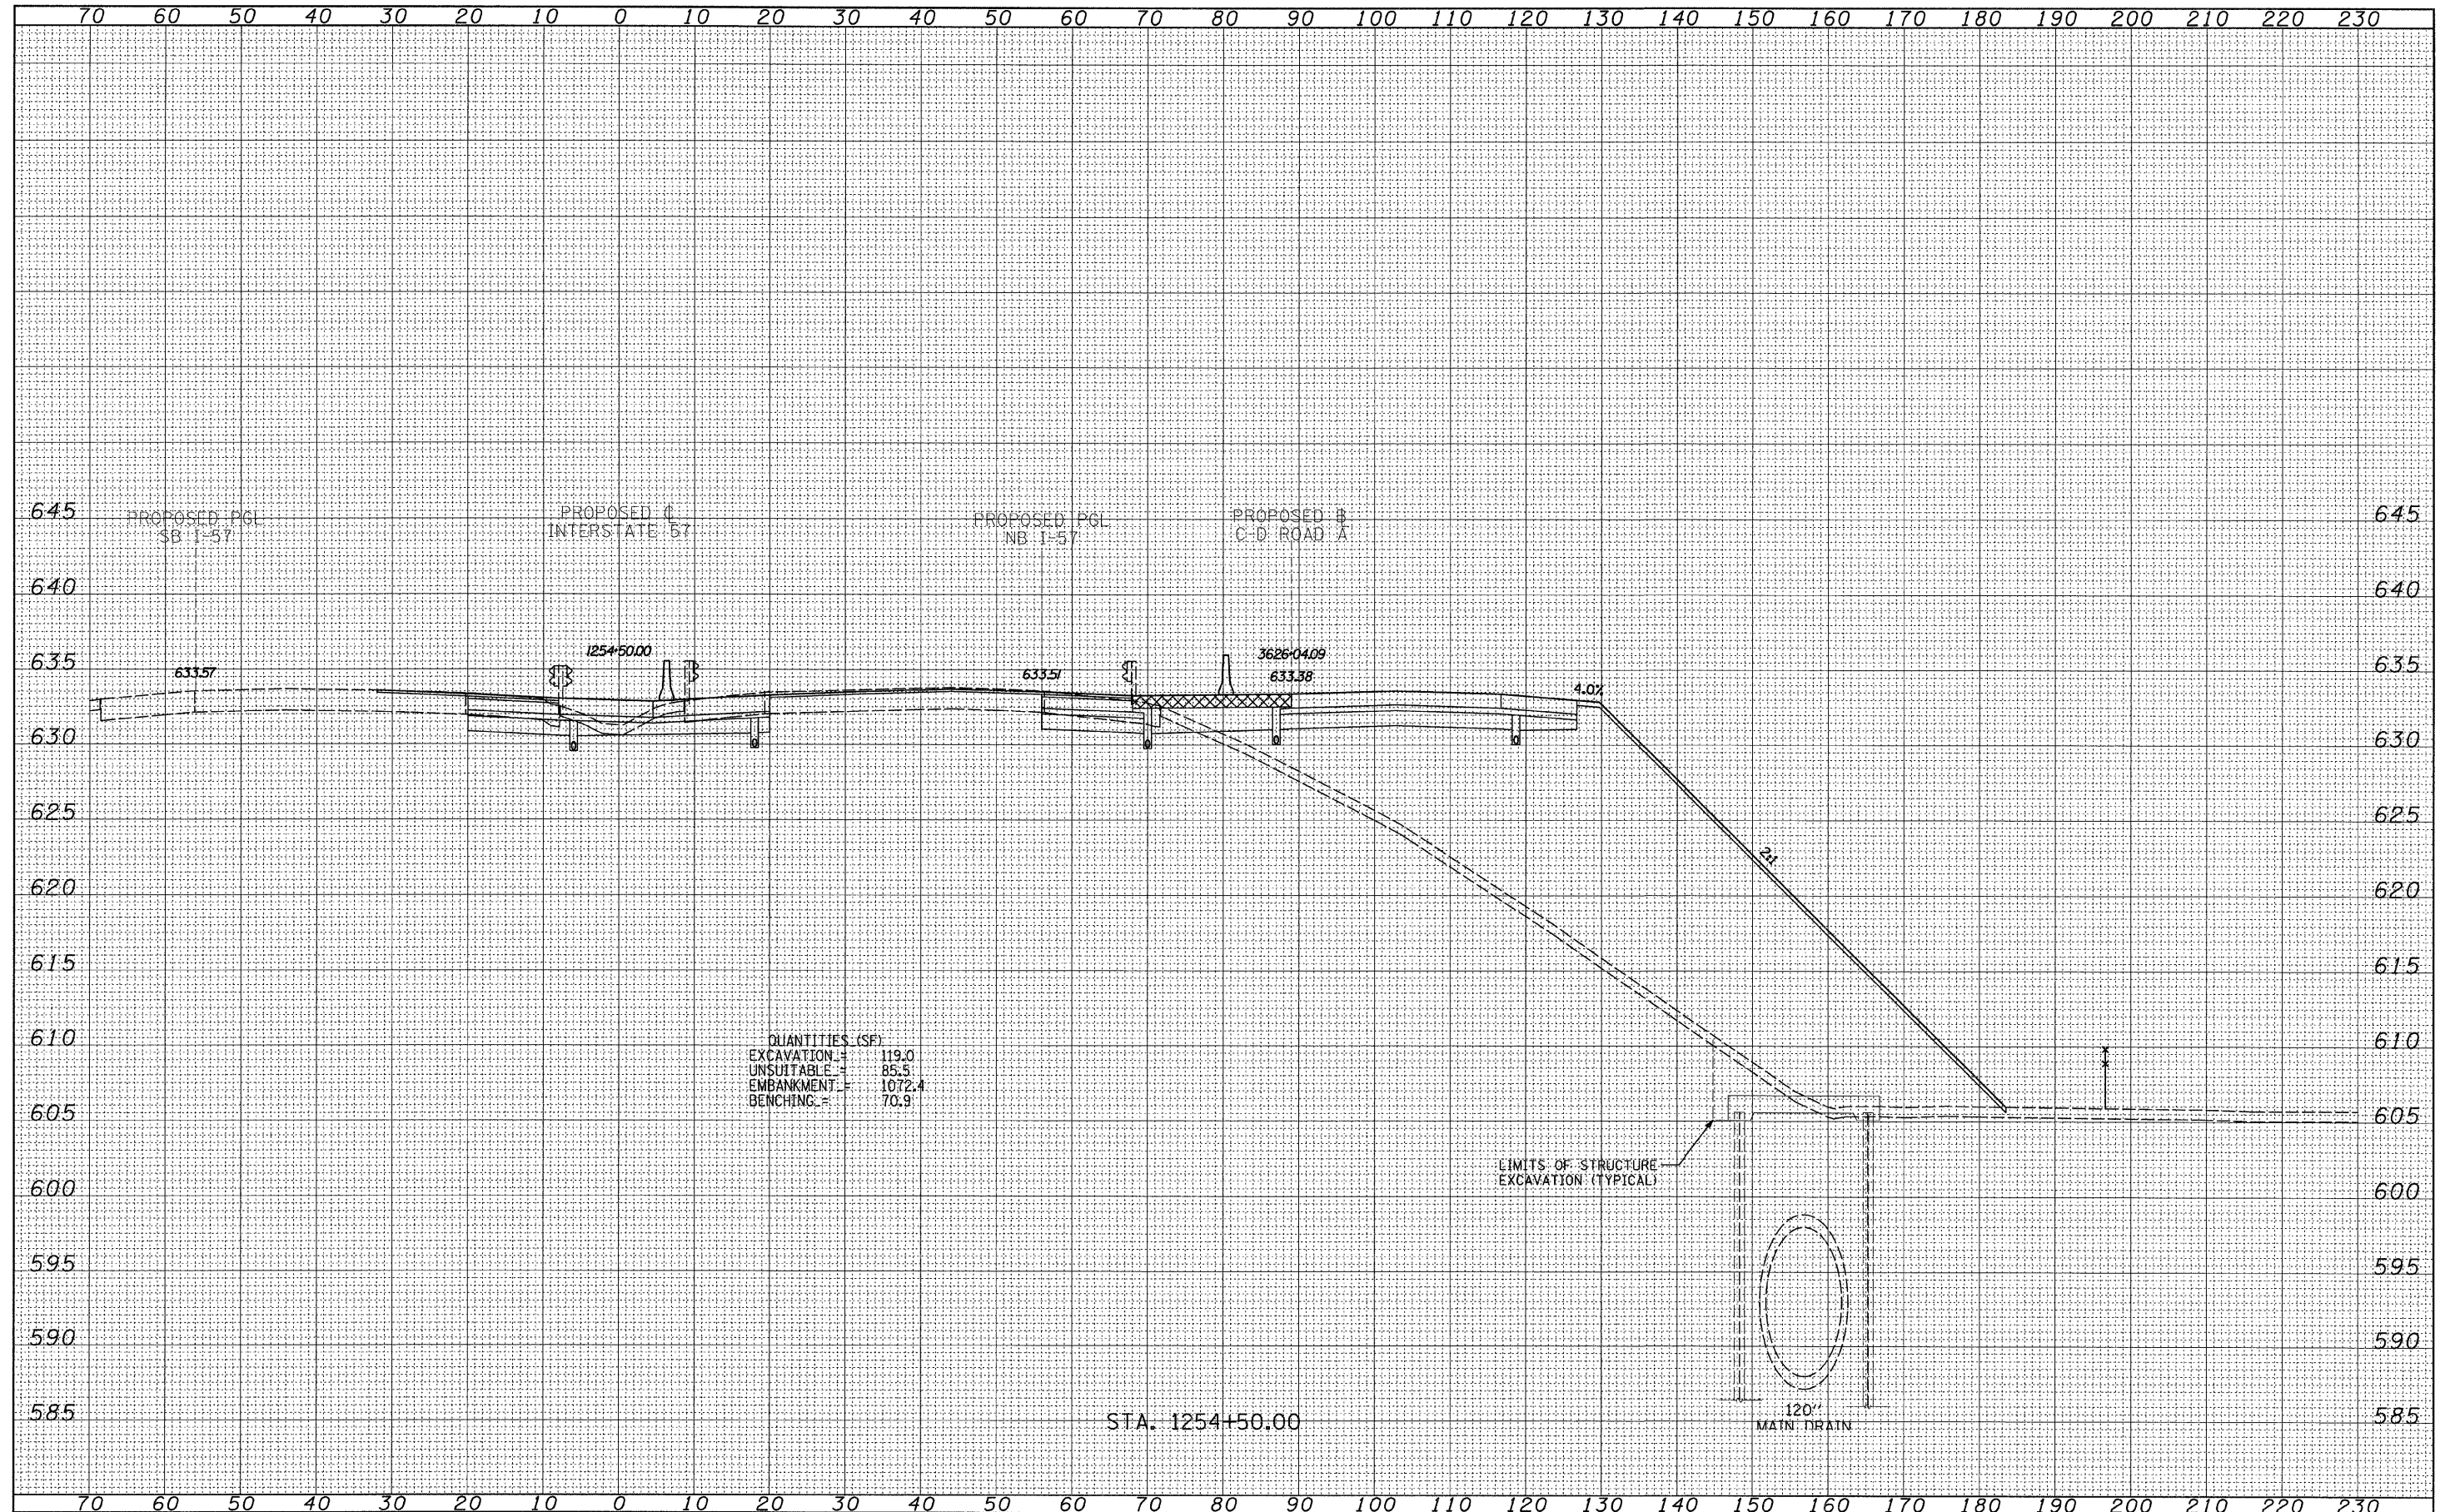 70 60 50 40 30 20 10 0 10 20 30 40 50 60 70 80 90 100 110 120 130 140 150 160 170 180 190 200 210 220 230
645 645
PROPOSED PGL
SB I-57
PROPOSED ℄
INTERSTATE 57
PROPOSED PGL
NB I-57
PROPOSED B
C-D ROAD A
640 640
635 635
633.57
1254+50.00
633.51
3626+04.09
633.38
4.0%
630 630
625 625
2:1
620 620
615 615
610 610
QUANTITIES (SF)
EXCAVATION = 119.0
UNSUITABLE = 85.5
EMBANKMENT = 1072.4
BENCHING = 70.9
605 605
LIMITS OF STRUCTURE
EXCAVATION (TYPICAL)
600 600
595 595
590 590
585 585
STA. 1254+50.00
120''
MAIN DRAIN
70 60 50 40 30 20 10 0 10 20 30 40 50 60 70 80 90 100 110 120 130 140 150 160 170 180 190 200 210 220 230